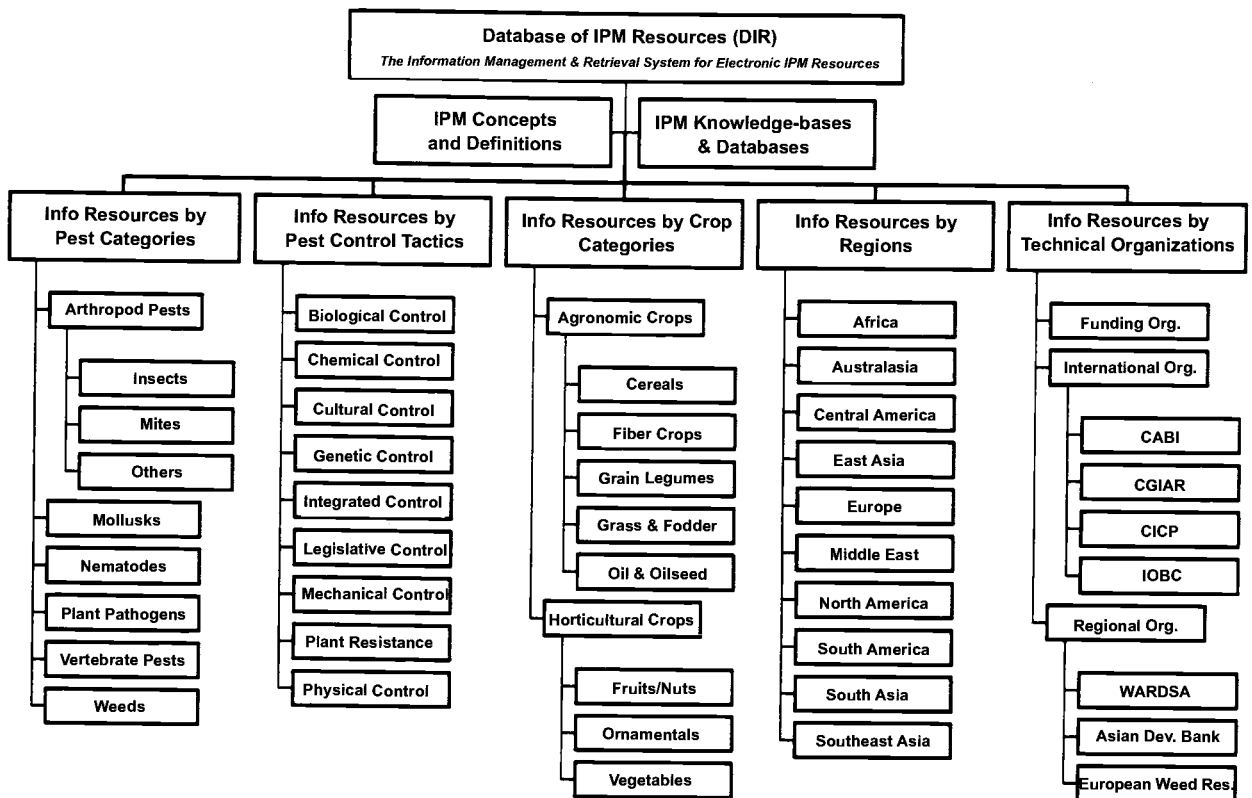 Database of IPM Resources (DIR)
The Information Management & Retrieval System for Electronic IPM Resources
IPM Concepts
and Definitions
IPM Knowledge-bases
& Databases
Info Resources by
Pest Categories
Arthropod Pests
Insects
Mites
Others
Mollusks
Nematodes
Plant Pathogens
Vertebrate Pests
Weeds
Info Resources by
Pest Control Tactics
Biological Control
Chemical Control
Cultural Control
Genetic Control
Integrated Control
Legislative Control
Mechanical Control
Plant Resistance
Physical Control
Info Resources by Crop
Categories
Agronomic Crops
Cereals
Fiber Crops
Grain Legumes
Grass & Fodder
Oil & Oilseed
Horticultural Crops
Fruits/Nuts
Ornamentals
Vegetables
Info Resources by
Regions
Africa
Australasia
Central America
East Asia
Europe
Middle East
North America
South America
South Asia
Southeast Asia
Info Resources by
Technical Organizations
Funding Org.
International Org.
CABI
CGIAR
CICP
IOBC
Regional Org.
WARDSA
Asian Dev. Bank
European Weed Res.